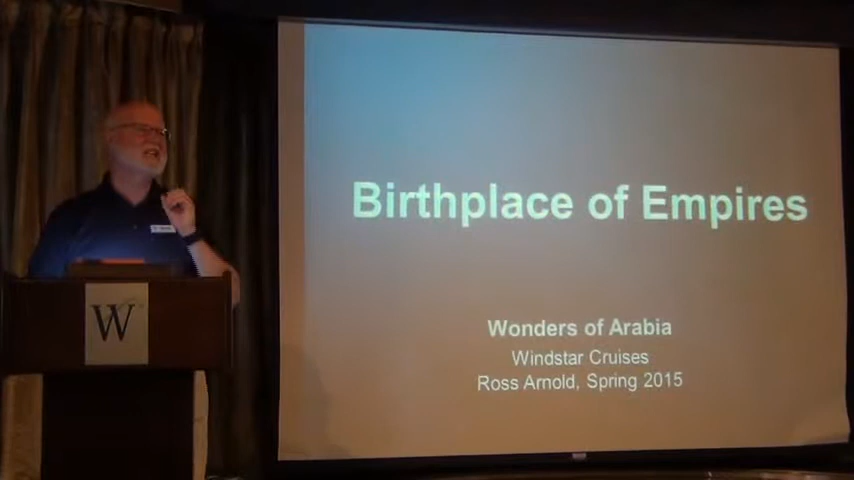 Birthplace of Empires
Wonders of Arabia
Windstar Cruises
Ross Arnold, Spring 2015
W